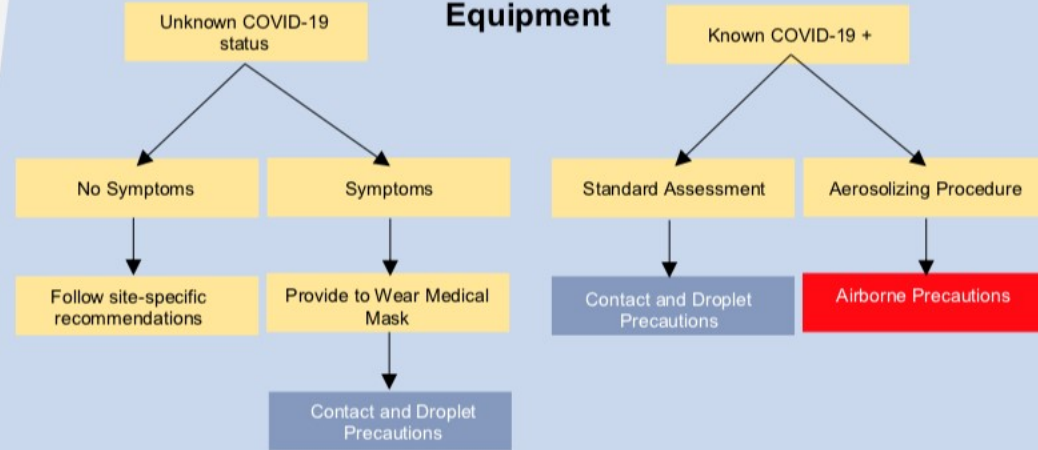 Equipment
Unknown COVID-19
status
Known COVID-19 +
No Symptoms
Symptoms
Standard Assessment
Aerosolizing Procedure
Follow site-specific
recommendations
Provide to Wear Medical
Mask
Contact and Droplet
Precautions
Airborne Precautions
Contact and Droplet
Precautions